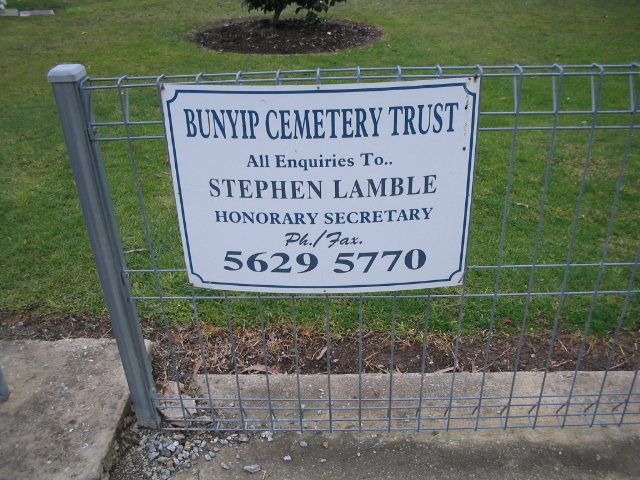 BUNYIP CEMETERY TRUST
All Enquiries To..
STEPHEN LAMBLE
HONORARY SECRETARY
Ph./Fax.
5629 5770